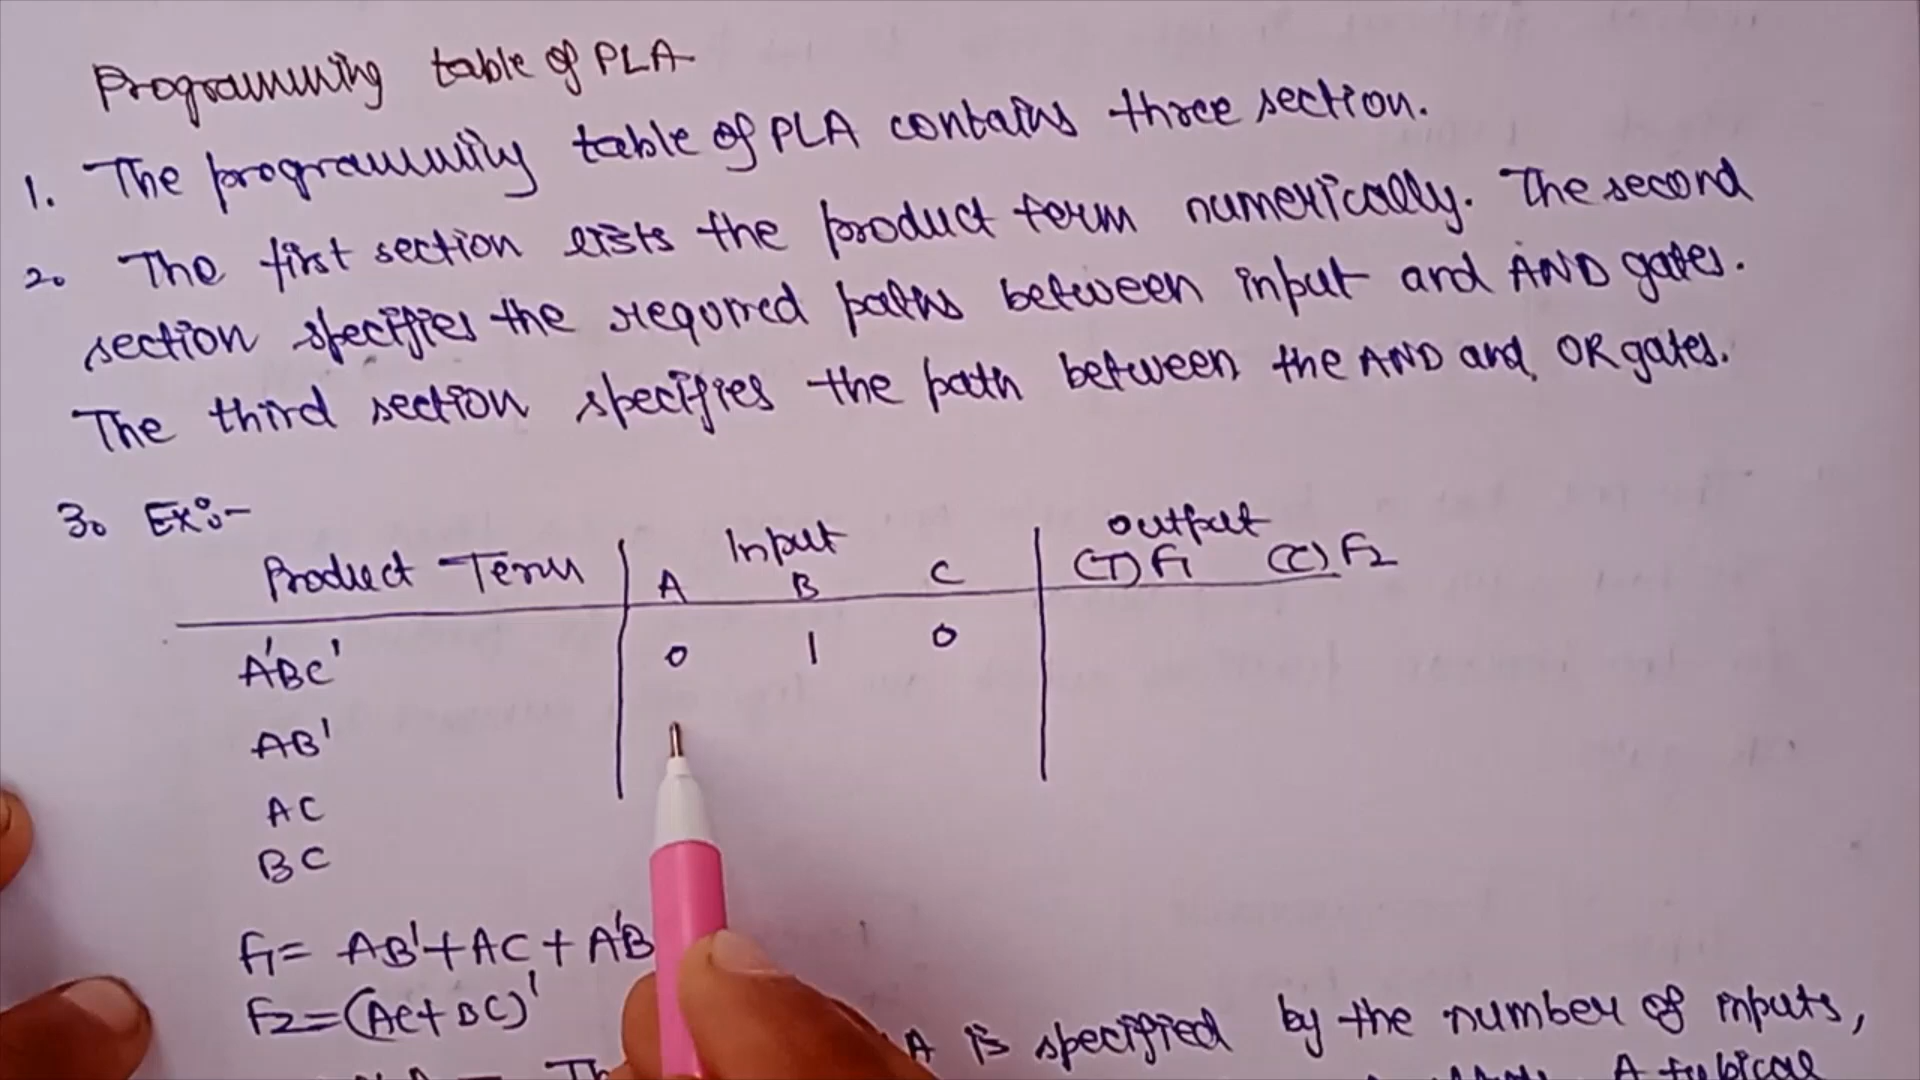 Programming table of PLA
1. The programming table of PLA contains three section.
2. The first section lists the product term numerically. The second
section specifies the required paths between input and AND gates.
The third section specifies the path between the AND and OR gates.
3. Ex:-
Product Term Input output
A B C (T) F1 (C) F2
A'BC' 0 1 0
AB'
AC
BC
F1 = AB' + AC + A'B
F2 = (AC + BC)'
is specified by the number of inputs,
A typical